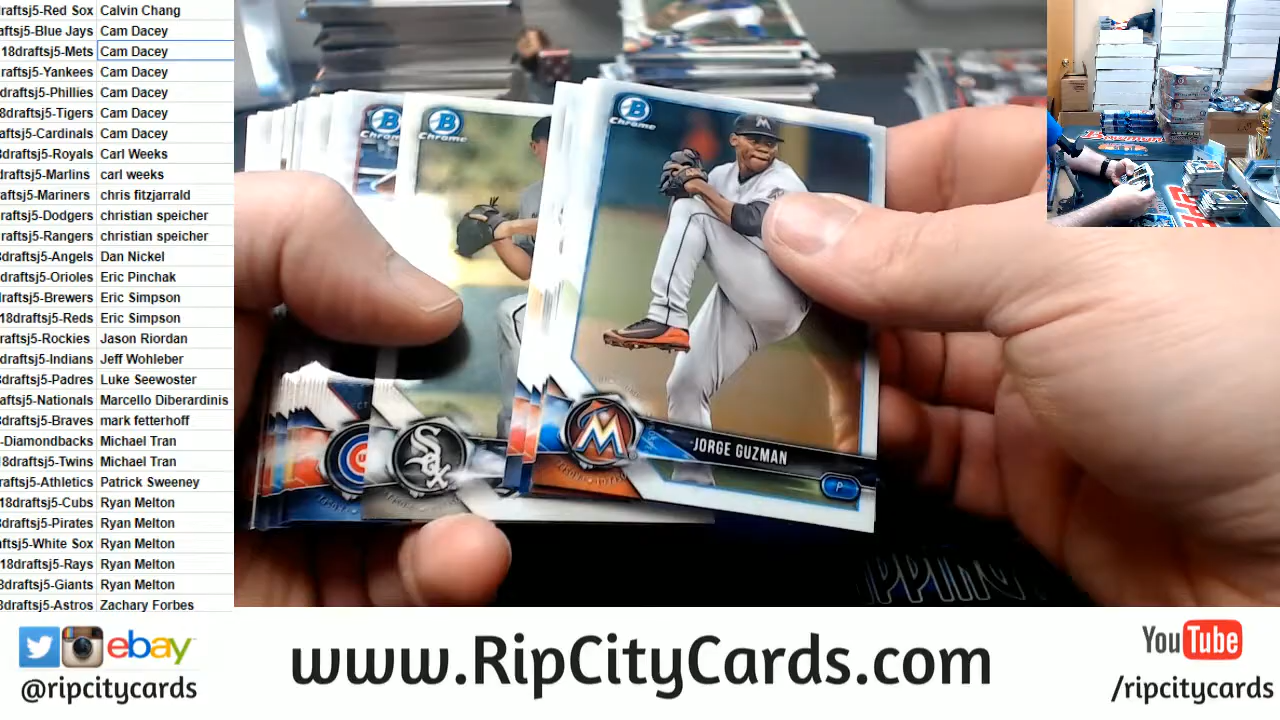 draftsj5-Red Sox Calvin Chang
aftsj5-Blue Jays Cam Dacey
18draftsj5-Mets Cam Dacey
raftsj5-Yankees Cam Dacey
draftsj5-Phillies Cam Dacey
8draftsj5-Tigers Cam Dacey
aftsj5-Cardinals Cam Dacey
8draftsj5-Royals Carl Weeks
draftsj5-Marlins carl weeks
raftsj5-Mariners chris fitzjarrald
raftsj5-Dodgers christian speicher
raftsj5-Rangers christian speicher
8draftsj5-Angels Dan Nickel
raftsj5-Orioles Eric Pinchak
raftsj5-Brewers Eric Simpson
18draftsj5-Reds Eric Simpson
raftsj5-Rockies Jason Riordan
draftsj5-Indians Jeff Wohleber
8draftsj5-Padres Luke Seewoster
aftsj5-Nationals Marcello Diberardinis
8draftsj5-Braves mark fetterhoff
-Diamondbacks Michael Tran
18draftsj5-Twins Michael Tran
raftsj5-Athletics Patrick Sweeney
18draftsj5-Cubs Ryan Melton
8draftsj5-Pirates Ryan Melton
aftsj5-White Sox Ryan Melton
18draftsj5-Rays Ryan Melton
8draftsj5-Giants Ryan Melton
8draftsj5-Astros Zachary Forbes
B Chrome
B Chrome
B Chrome
M
Sox
M
JORGE GUZMAN
P
ebay
@ripcitycards
www.RipCityCards.com
YouTube
/ripcitycards